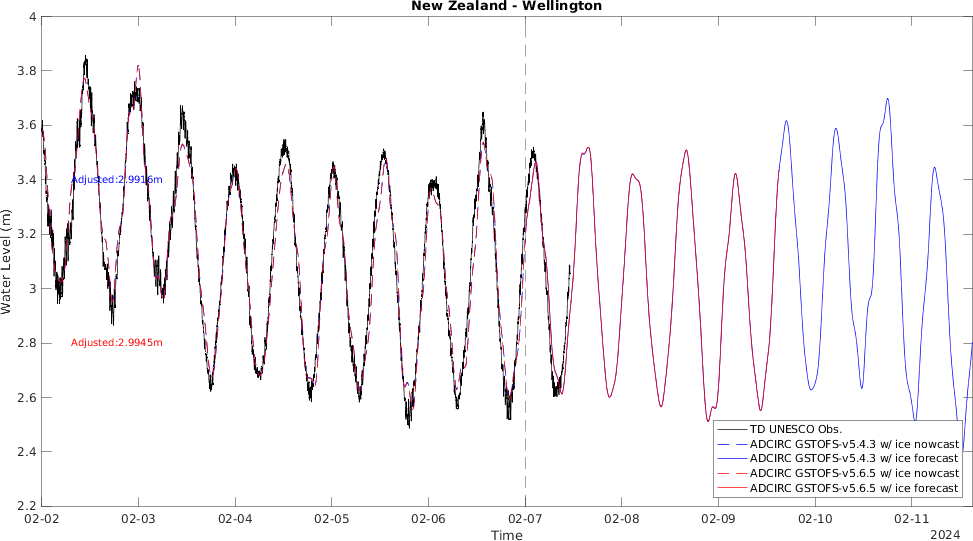 New Zealand - Wellington
4
3.8
3.6
3.4
3.2
3
2.8
2.6
2.4
2.2
Water Level (m)
Adjusted:2.9916m
Adjusted:2.9945m
TD UNESCO Obs.
ADCIRC GSTOFS-v5.4.3 w/ ice nowcast
ADCIRC GSTOFS-v5.4.3 w/ ice forecast
ADCIRC GSTOFS-v5.6.5 w/ ice nowcast
ADCIRC GSTOFS-v5.6.5 w/ ice forecast
02-02 02-03 02-04 02-05 02-06 02-07 02-08 02-09 02-10 02-11
Time
2024